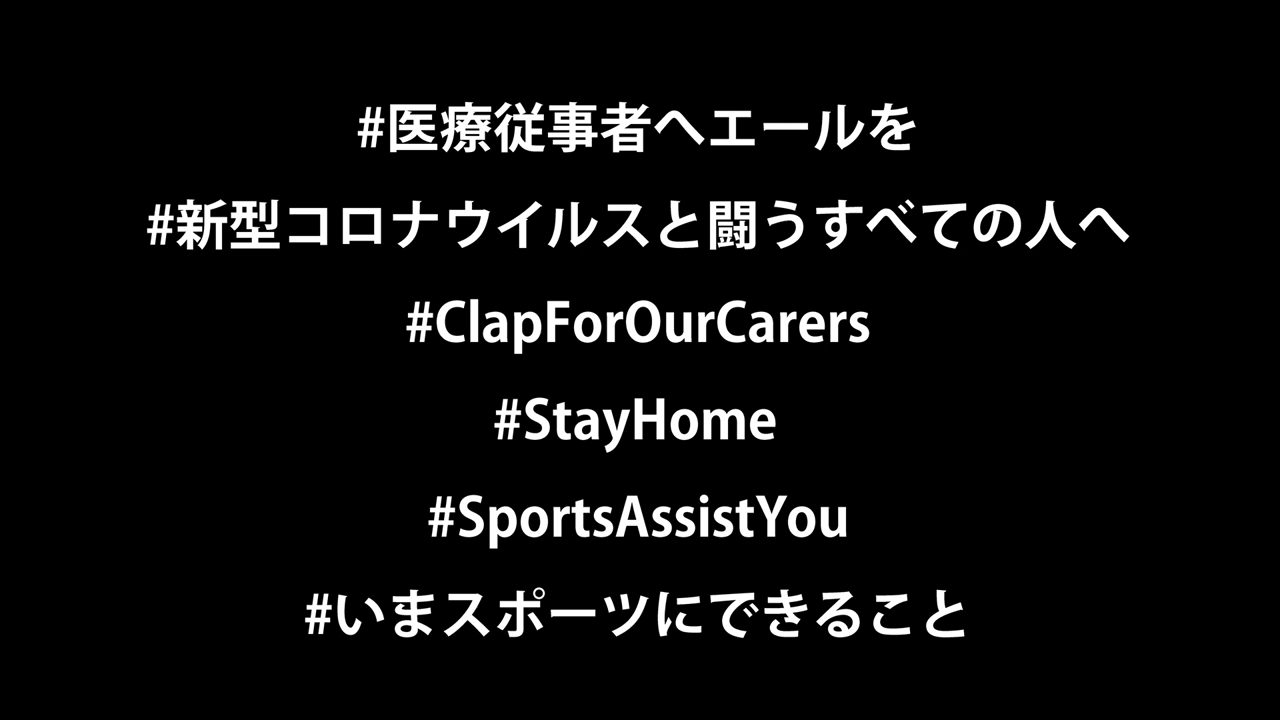 #医療従事者へエールを
#新型コロナウイルスと闘うすべての人へ
#ClapForOurCarers
#StayHome
#SportsAssistYou
#いまスポーツにできること